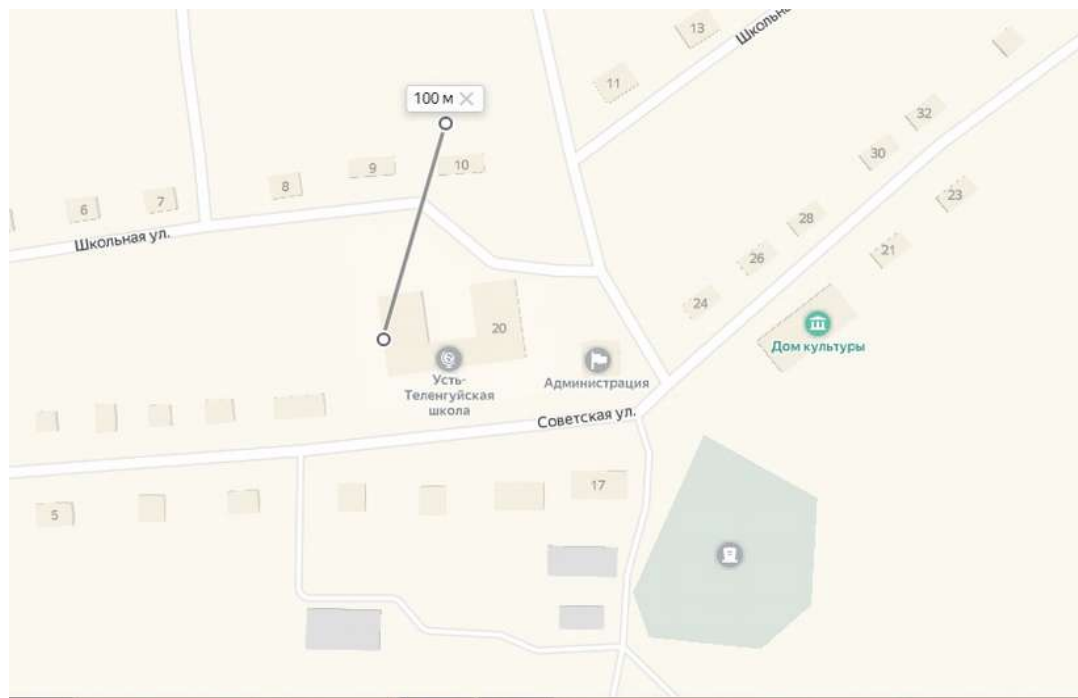 13
Школьна
11
32
100 м
30
10
9
8
23
7
6
28
Школьная ул.
21
26
24
20
Дом культуры
Усть-
Теленгуйская
школа
Администрация
Советская ул.
17
5